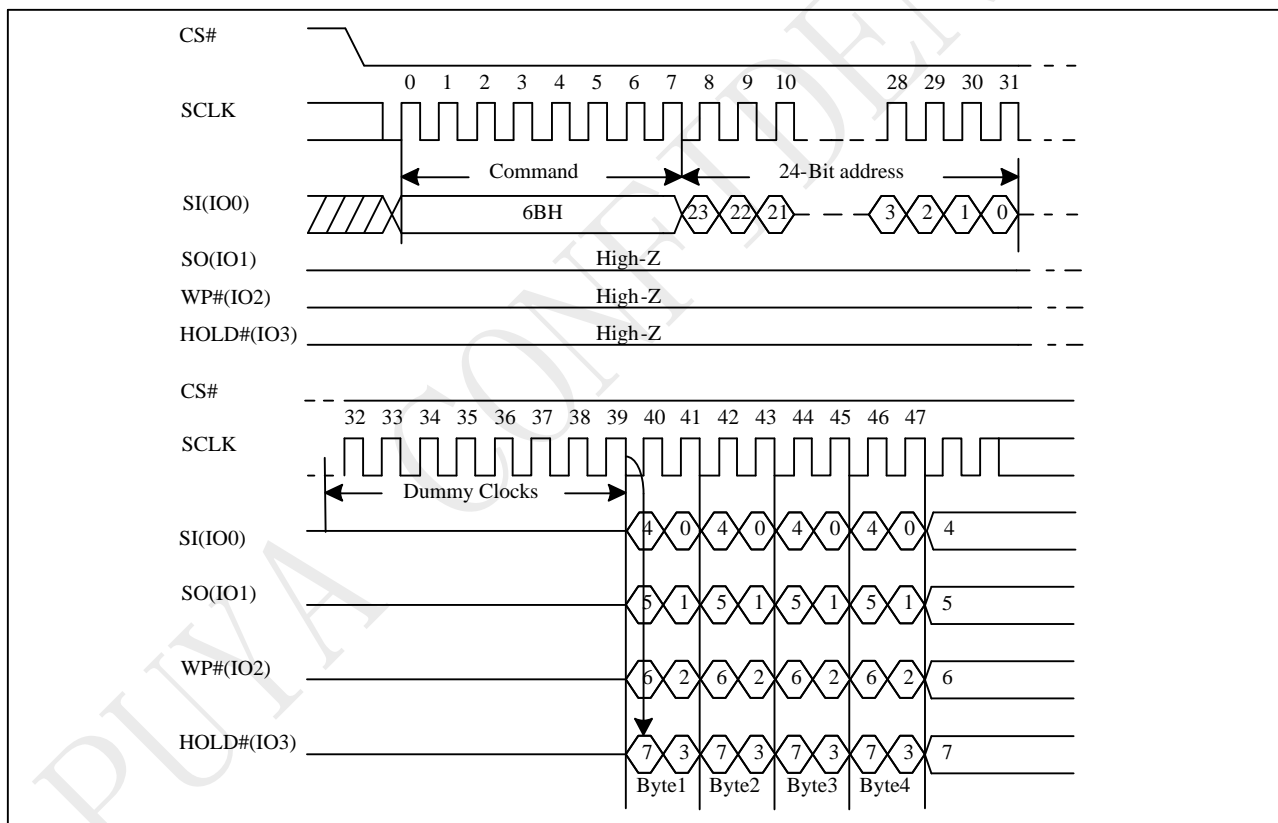 CS#
0 1 2 3 4 5 6 7 8 9 10 28 29 30 31
SCLK
Command 24-Bit address
SI(IO0)
6BH 23 22 21 3 2 1 0
SO(IO1) High-Z
WP#(IO2) High-Z
HOLD#(IO3) High-Z
CS#
32 33 34 35 36 37 38 39 40 41 42 43 44 45 46 47
SCLK
Dummy Clocks
SI(IO0) 4 0 4 0 4 0 4 0 4
SO(IO1) 5 1 5 1 5 1 5 1 5
WP#(IO2) 6 2 6 2 6 2 6 2 6
HOLD#(IO3) 7 3 7 3 7 3 7 3 7
Byte1 Byte2 Byte3 Byte4
PUYA CONFIDEN